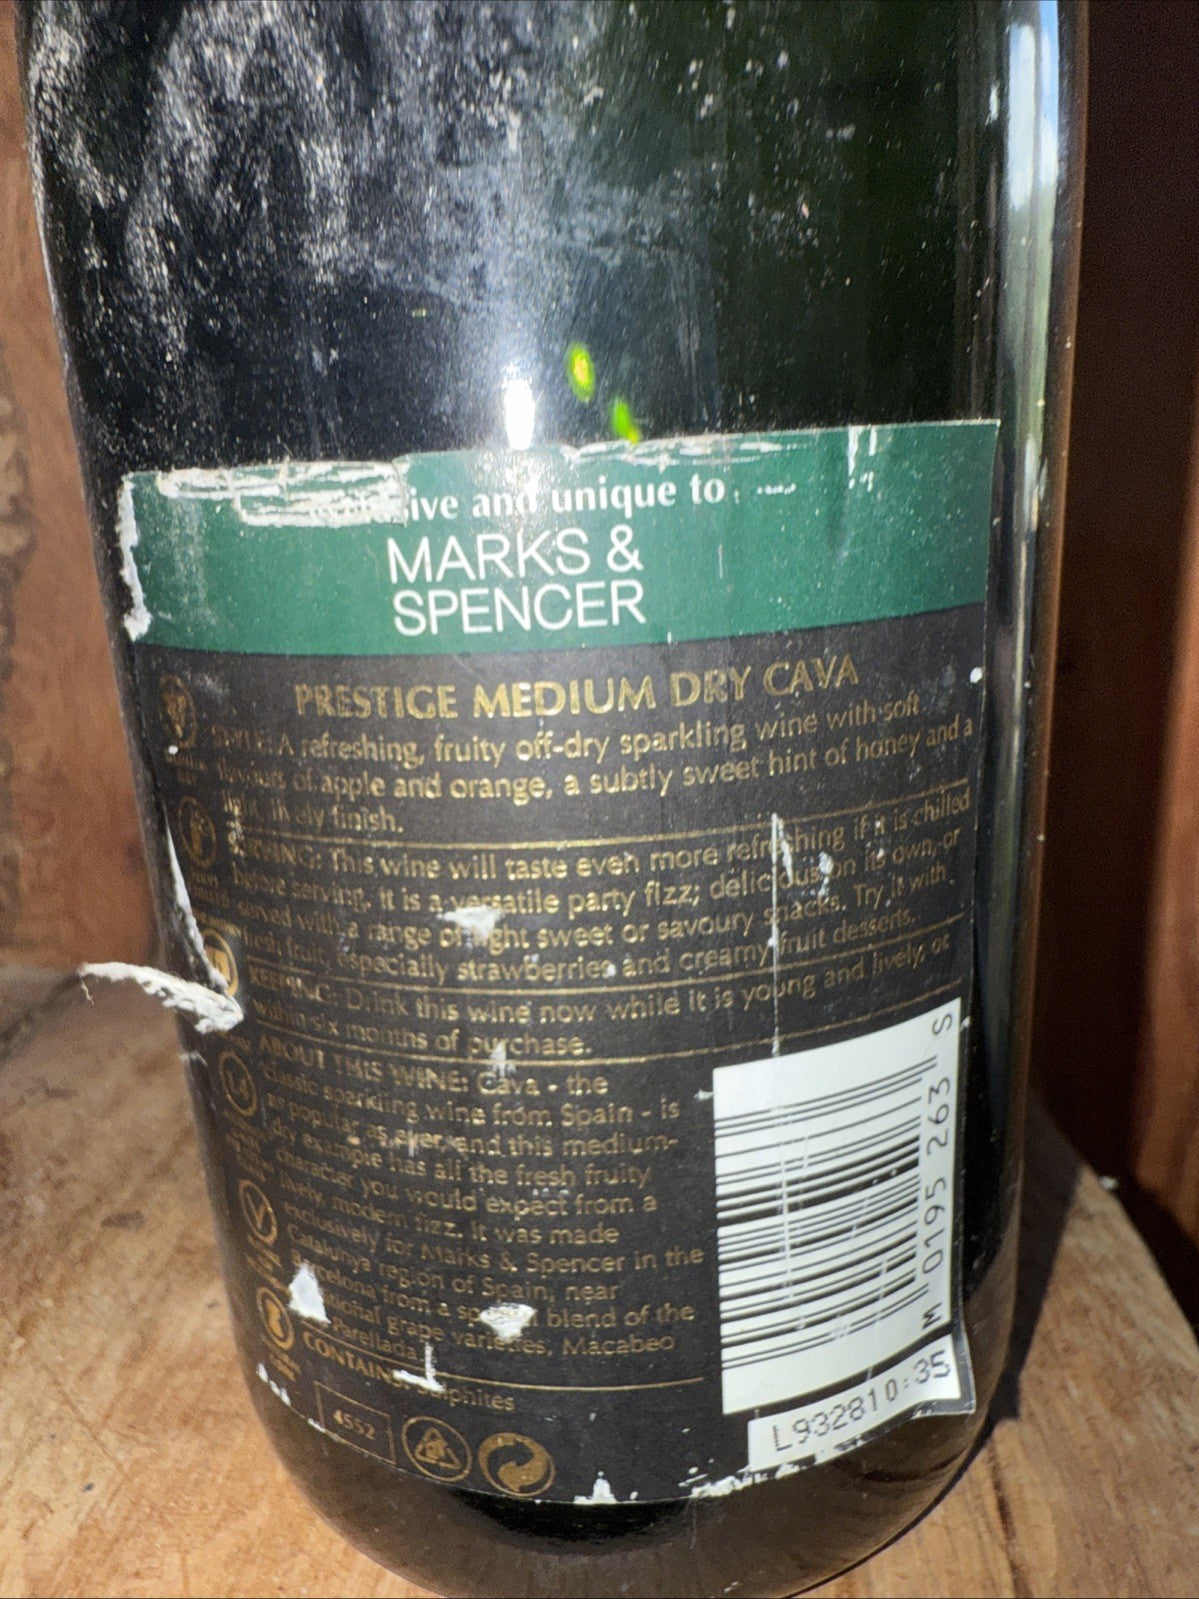 ive and unique to
MARKS &
SPENCER
PRESTIGE MEDIUM DRY CAVA
STYLE: A refreshing, fruity off-dry sparkling wine with soft
flavours of apple and orange, a subtly sweet hint of honey and a
light, lively finish.
SERVING: This wine will taste even more refreshing if it is chilled
before serving. It is a versatile party fizz; delicious on its own, or
served with a range of light sweet or savoury snacks. Try it with
fresh fruit, especially strawberries and creamy fruit desserts.
KEEPING: Drink this wine now while it is young and lively, or
within six months of purchase.
ABOUT THIS WINE: Cava - the
classic sparkling wine from Spain - is
as popular as ever, and this medium-
dry example has all the fresh fruity
character you would expect from a
lively, modern fizz. It was made
exclusively for Marks & Spencer in the
Catalunya region of Spain, near
Barcelona from a special blend of the
grape varieties, Macabeo
Parellada
CONTAINS: Sulphites
4552
M 0195 263 S
L932810:35